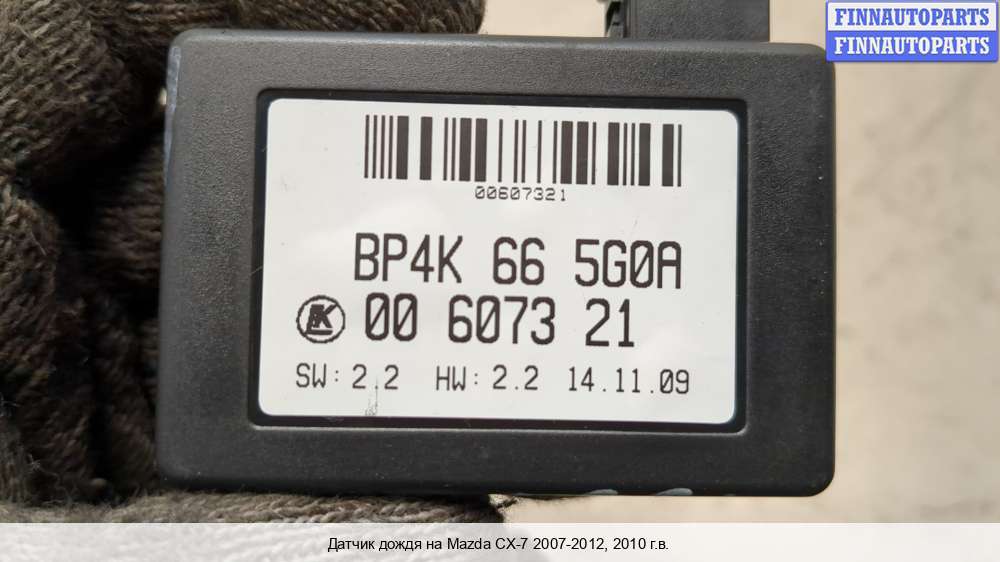 FINNAUTOPARTS
FINNAUTOPARTS
00607321
BP4K 66 5G0A
00 6073 21
SW: 2.2 HW: 2.2 14.11.09
Датчик дождя на Mazda CX-7 2007-2012, 2010 г.в.